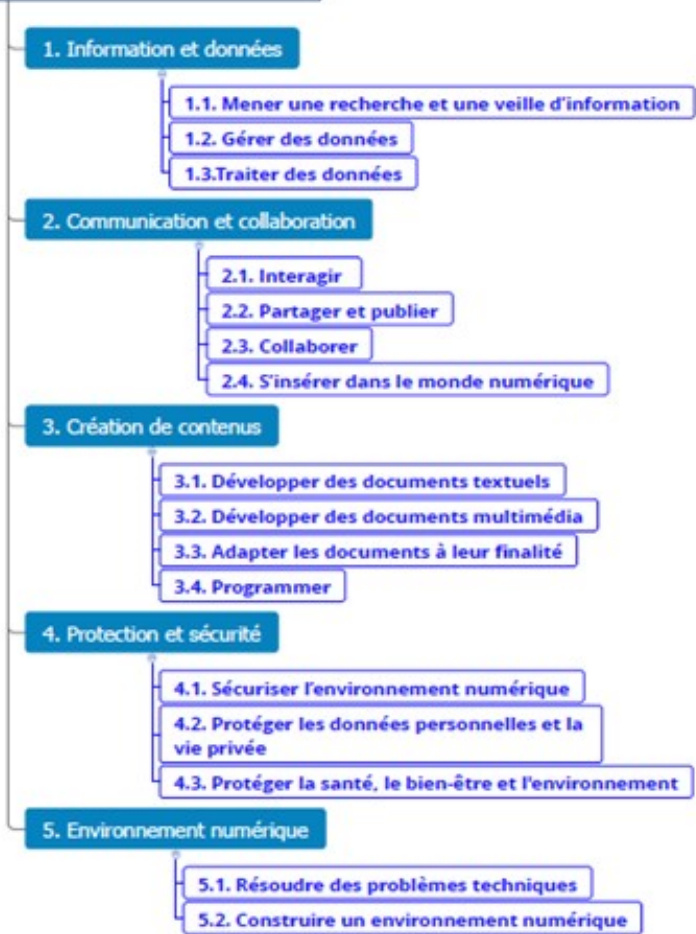 1. Information et données
1.1. Mener une recherche et une veille d'information
1.2. Gérer des données
1.3.Traiter des données
2. Communication et collaboration
2.1. Interagir
2.2. Partager et publier
2.3. Collaborer
2.4. S'insérer dans le monde numérique
3. Création de contenus
3.1. Développer des documents textuels
3.2. Développer des documents multimédia
3.3. Adapter les documents à leur finalité
3.4. Programmer
4. Protection et sécurité
4.1. Sécuriser l'environnement numérique
4.2. Protéger les données personnelles et la
vie privée
4.3. Protéger la santé, le bien-être et l'environnement
5. Environnement numérique
5.1. Résoudre des problèmes techniques
5.2. Construire un environnement numérique